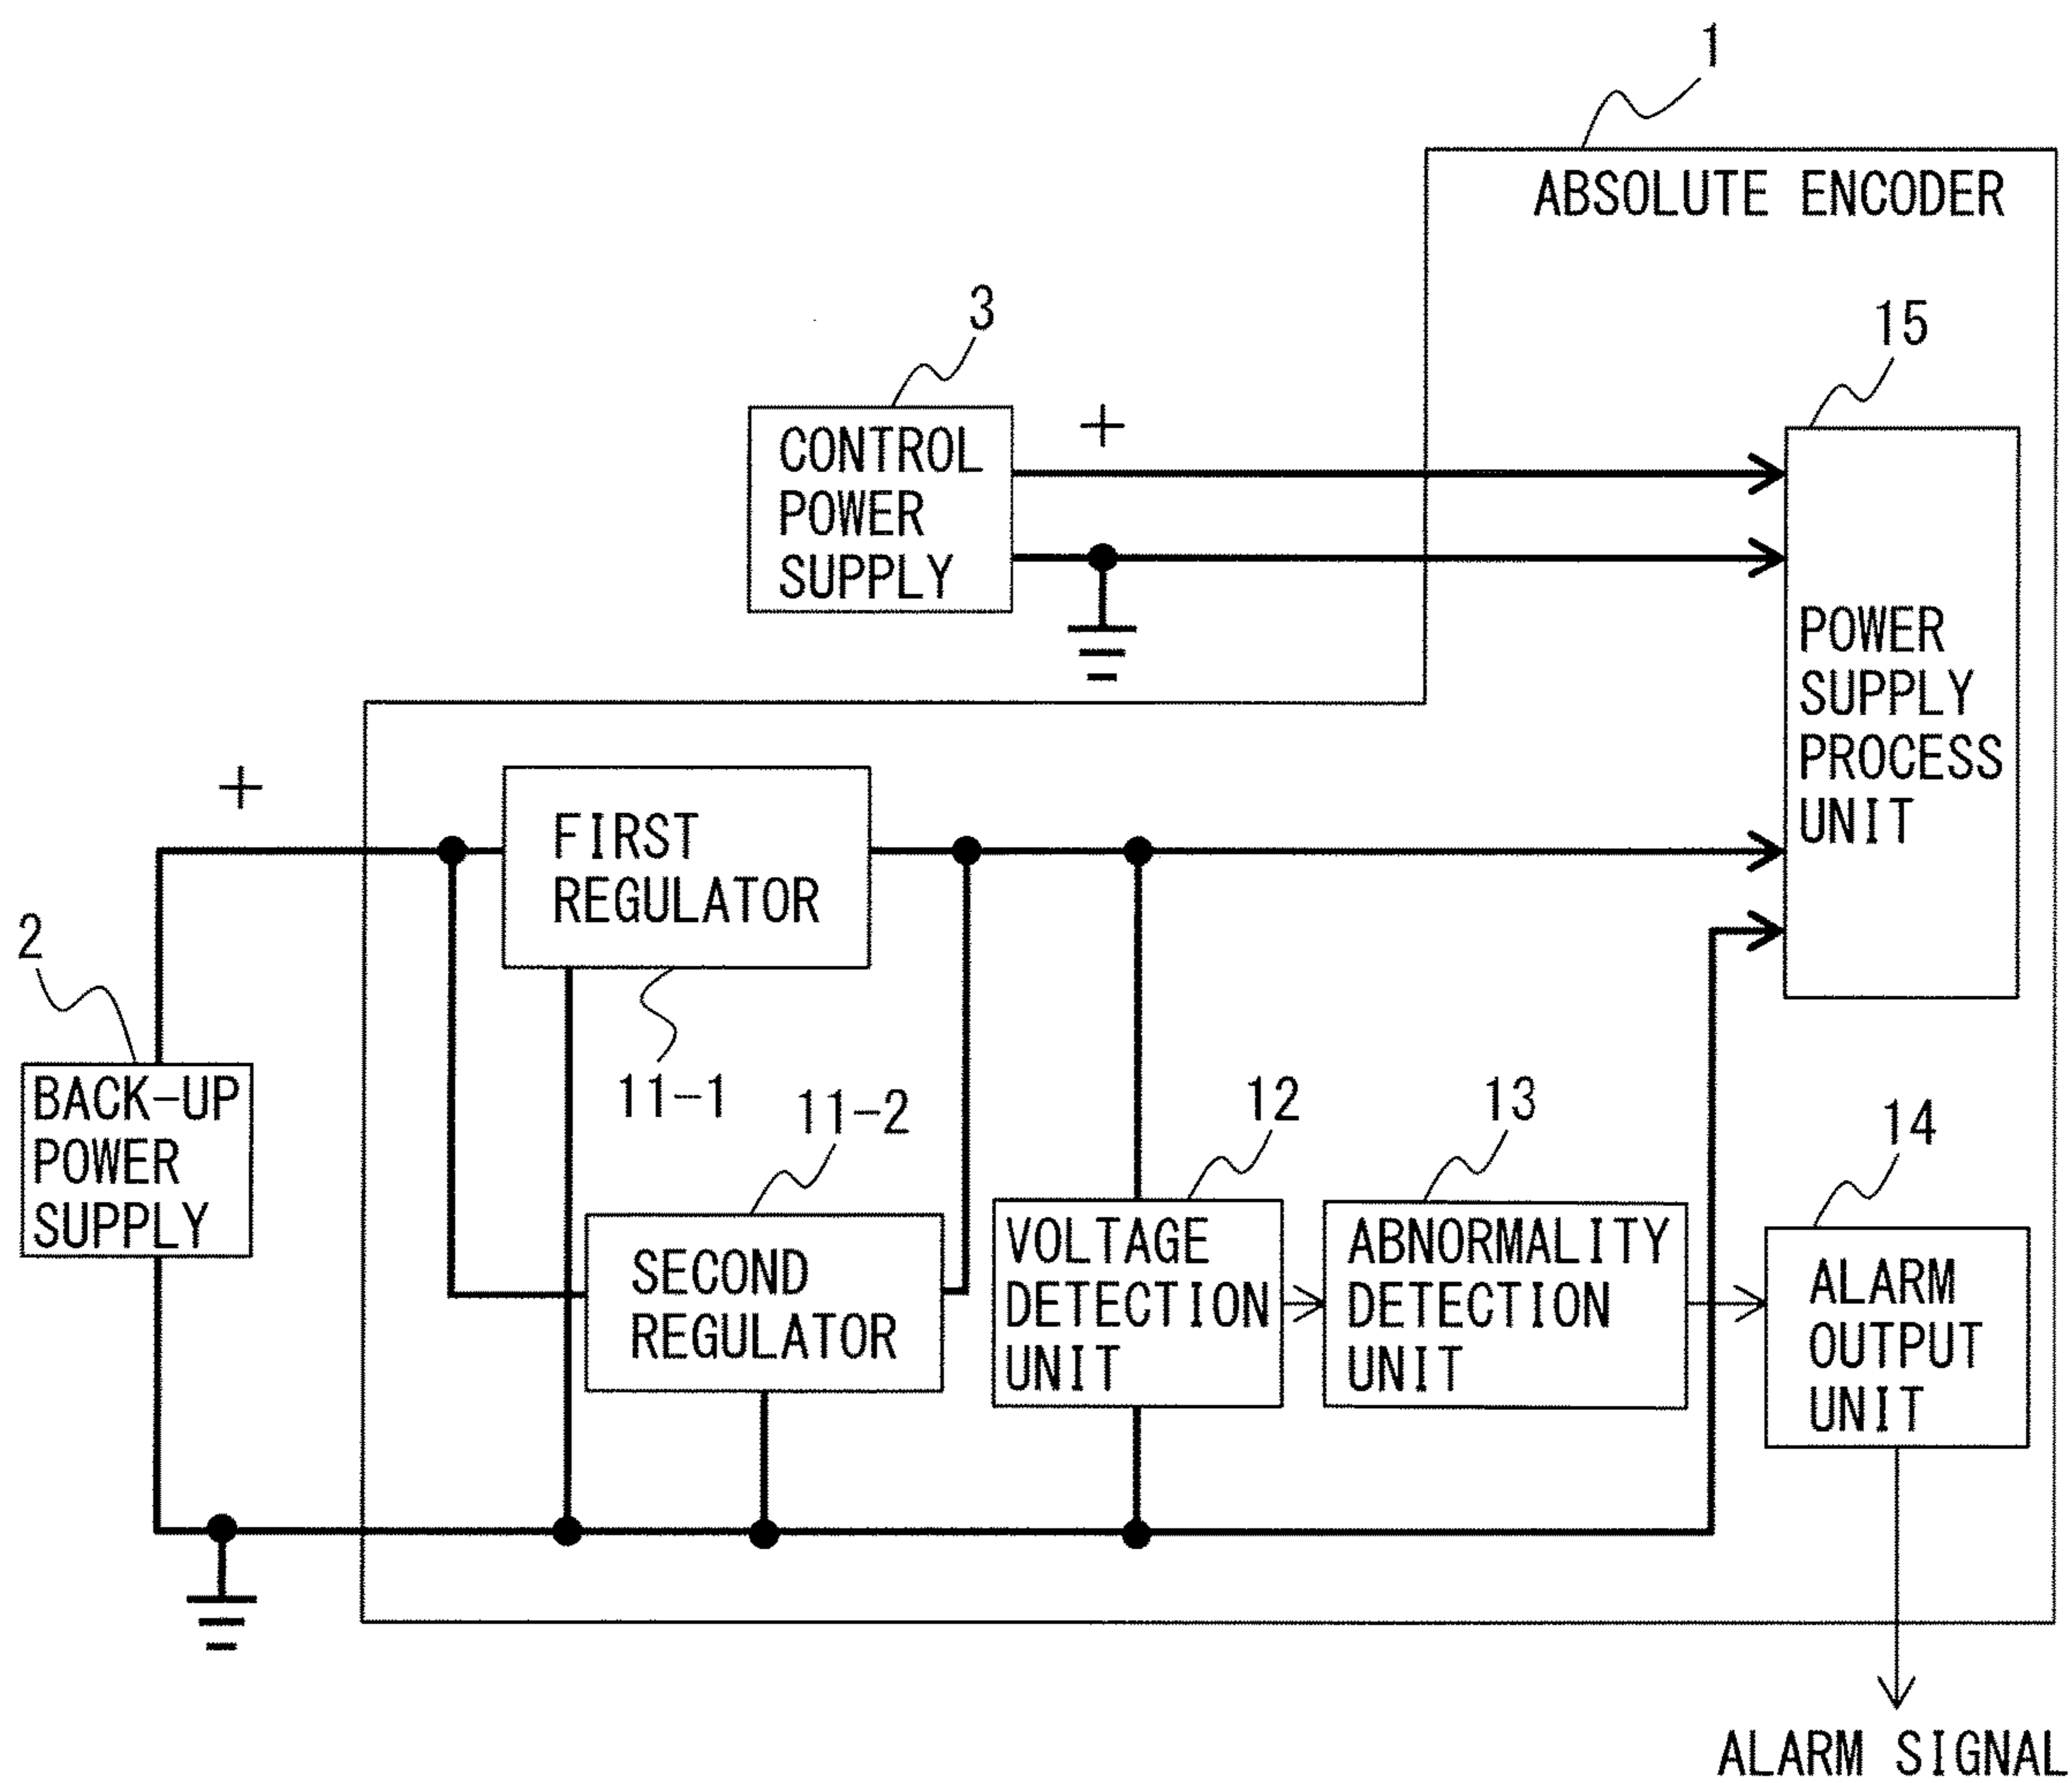 1
ABSOLUTE ENCODER
3
15
+
CONTROL
POWER
SUPPLY
POWER
SUPPLY
PROCESS
UNIT
+
FIRST
REGULATOR
2
11-1
11-2
12
13
14
BACK-UP
POWER
SUPPLY
SECOND
REGULATOR
VOLTAGE
DETECTION
UNIT
ABNORMALITY
DETECTION
UNIT
ALARM
OUTPUT
UNIT
ALARM SIGNAL